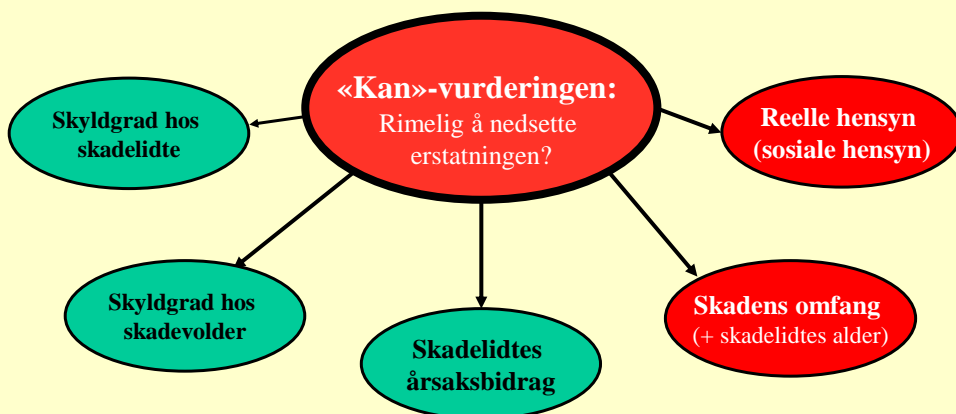 «Kan»-vurderingen:
Rimelig å nedsette
erstatningen?
Skyldgrad hos
skadelidte
Reelle hensyn
(sosiale hensyn)
Skyldgrad hos
skadevolder
Skadelidtes
årsaksbidrag
Skadens omfang
(+ skadelidtes alder)